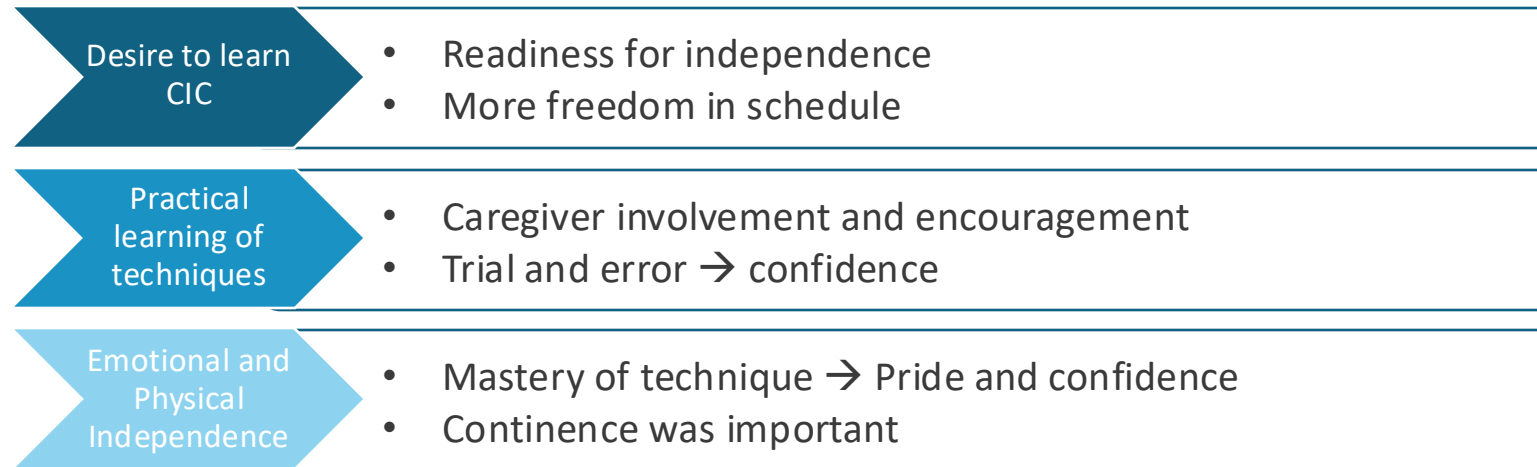 Desire to learn
CIC
• Readiness for independence
• More freedom in schedule
Practical
learning of
techniques
• Caregiver involvement and encouragement
• Trial and error → confidence
Emotional and
Physical
Independence
• Mastery of technique → Pride and confidence
• Continence was important